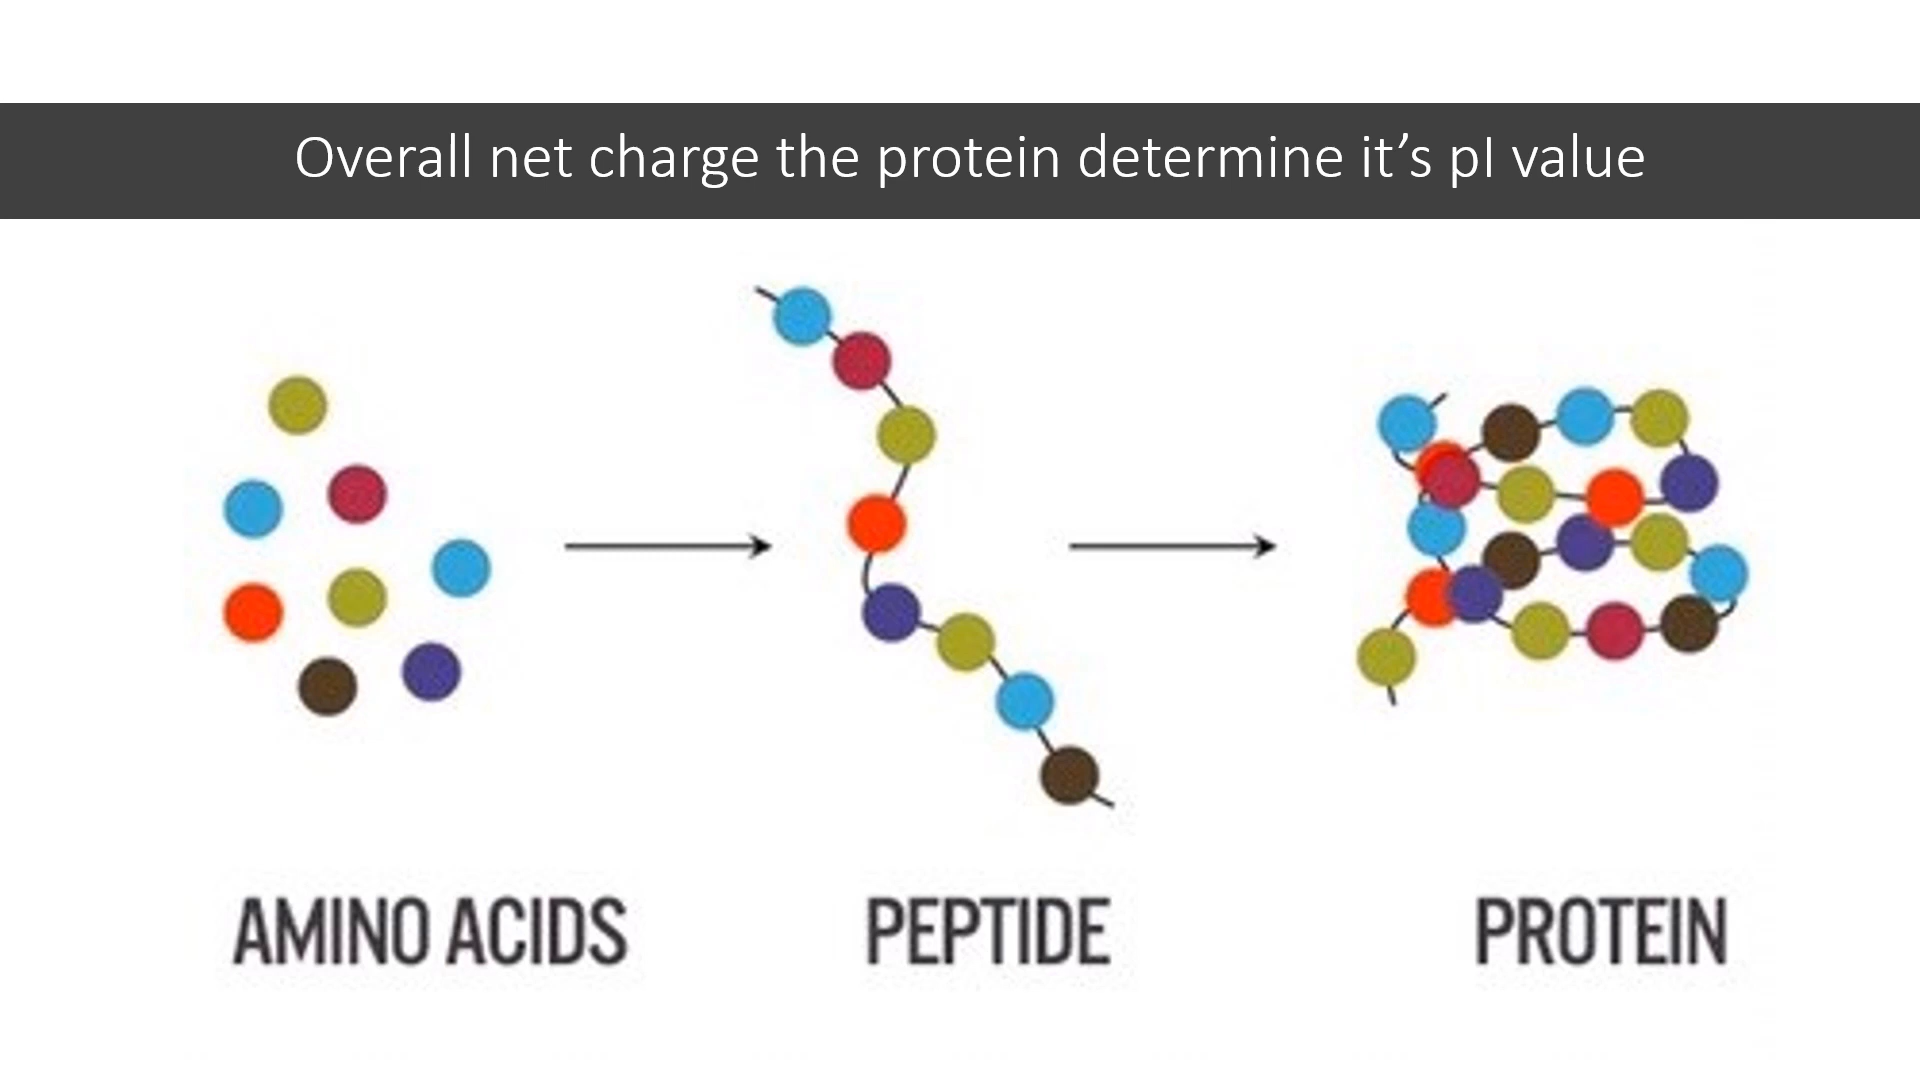 Overall net charge the protein determine it’s pI value
AMINO ACIDS
PEPTIDE
PROTEIN